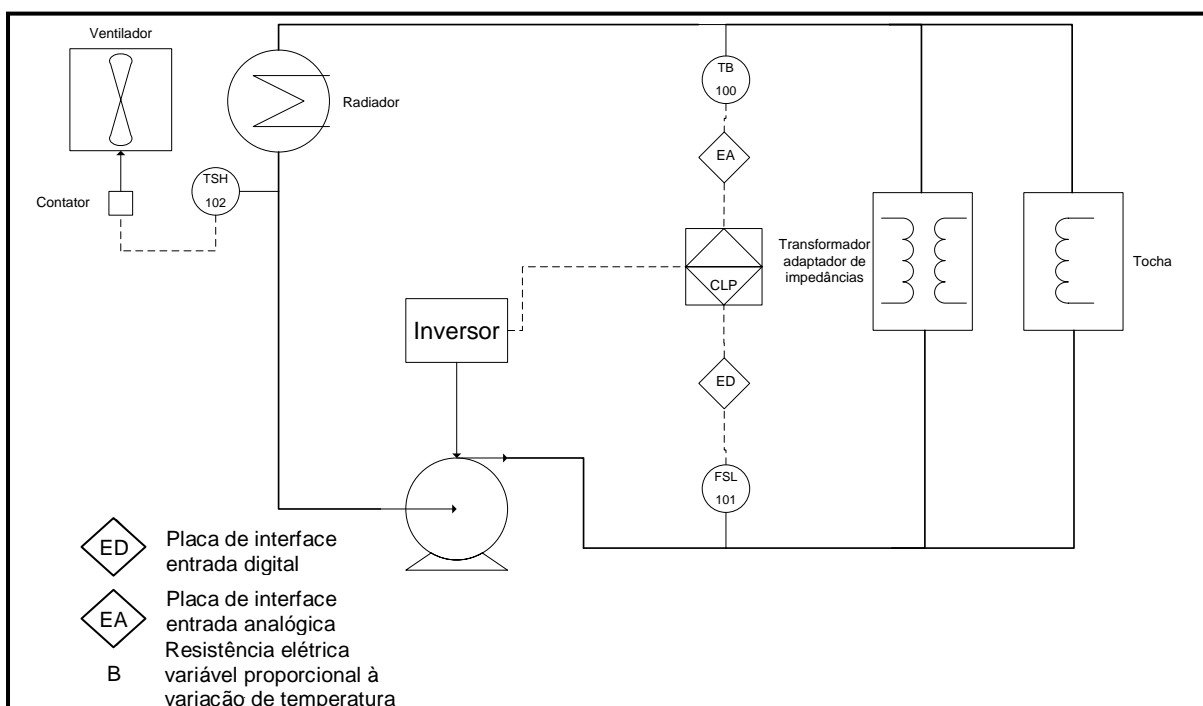 Ventilador
Radiador
TB
100
EA
TSH
102
Contator
Transformador
adaptador de
impedâncias
Tocha
CLP
Inversor
ED
FSL
101
ED
Placa de interface
entrada digital
EA
Placa de interface
entrada analógica
B
Resistência elétrica
variável proporcional à
variação de temperatura